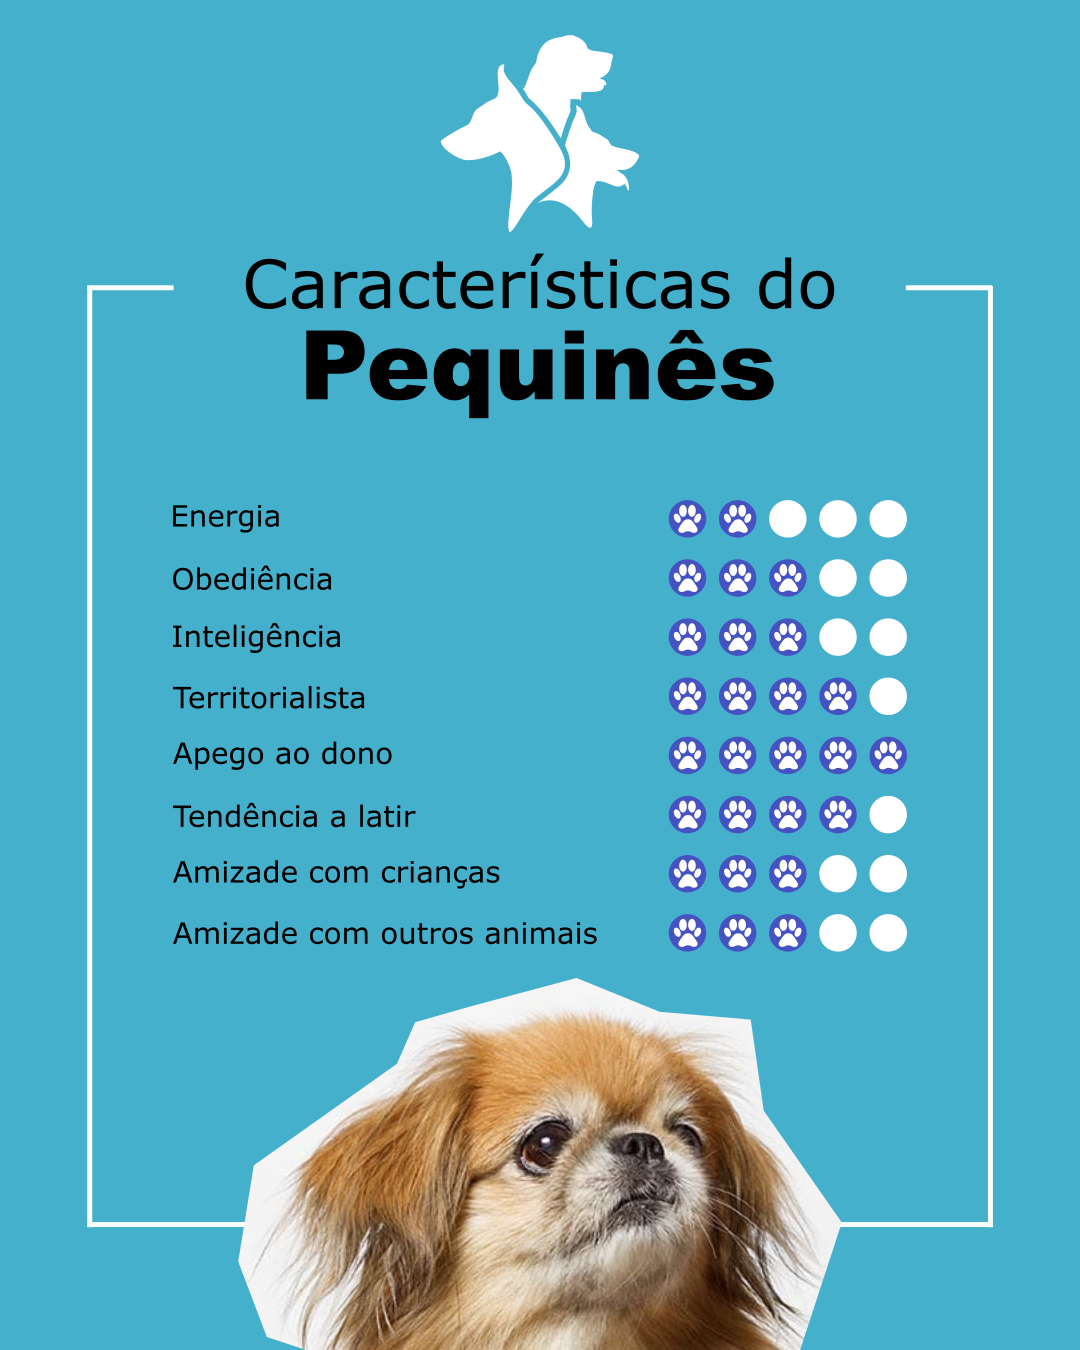 Características do
Pequinês
Energia
Obediência
Inteligência
Territorialista
Apego ao dono
Tendência a latir
Amizade com crianças
Amizade com outros animais